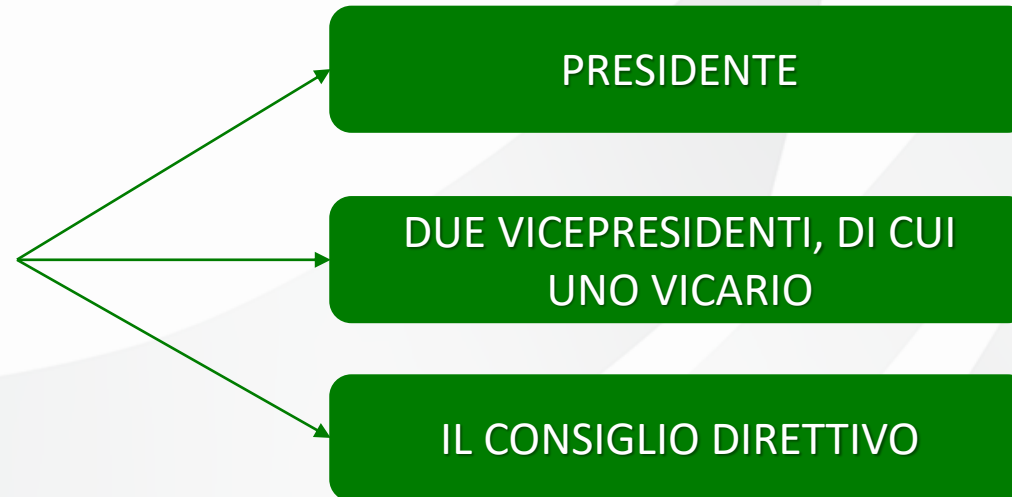 PRESIDENTE
DUE VICEPRESIDENTI, DI CUI
UNO VICARIO
IL CONSIGLIO DIRETTIVO